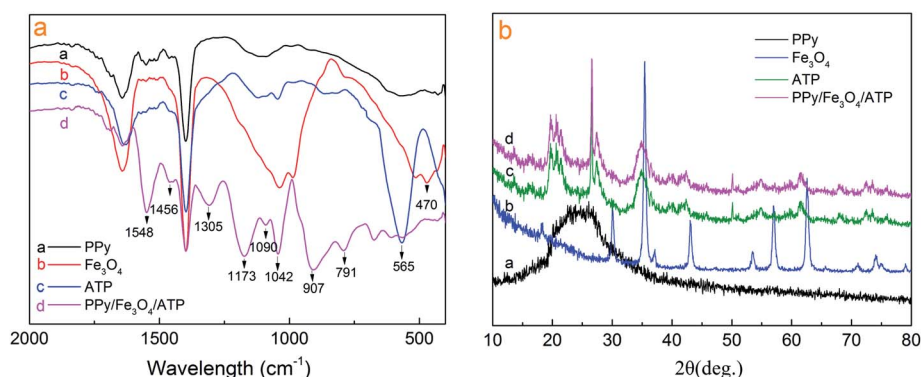 a
a
b
c
d
1548
1456
1305
1173
1090
1042
907
791
565
470
a PPy
b Fe₃O₄
c ATP
d PPy/Fe₃O₄/ATP
2000 1500 1000 500
Wavelength (cm⁻¹)
b
PPy
Fe₃O₄
ATP
PPy/Fe₃O₄/ATP
d
c
b
a
10 20 30 40 50 60 70 80
2θ(deg.)